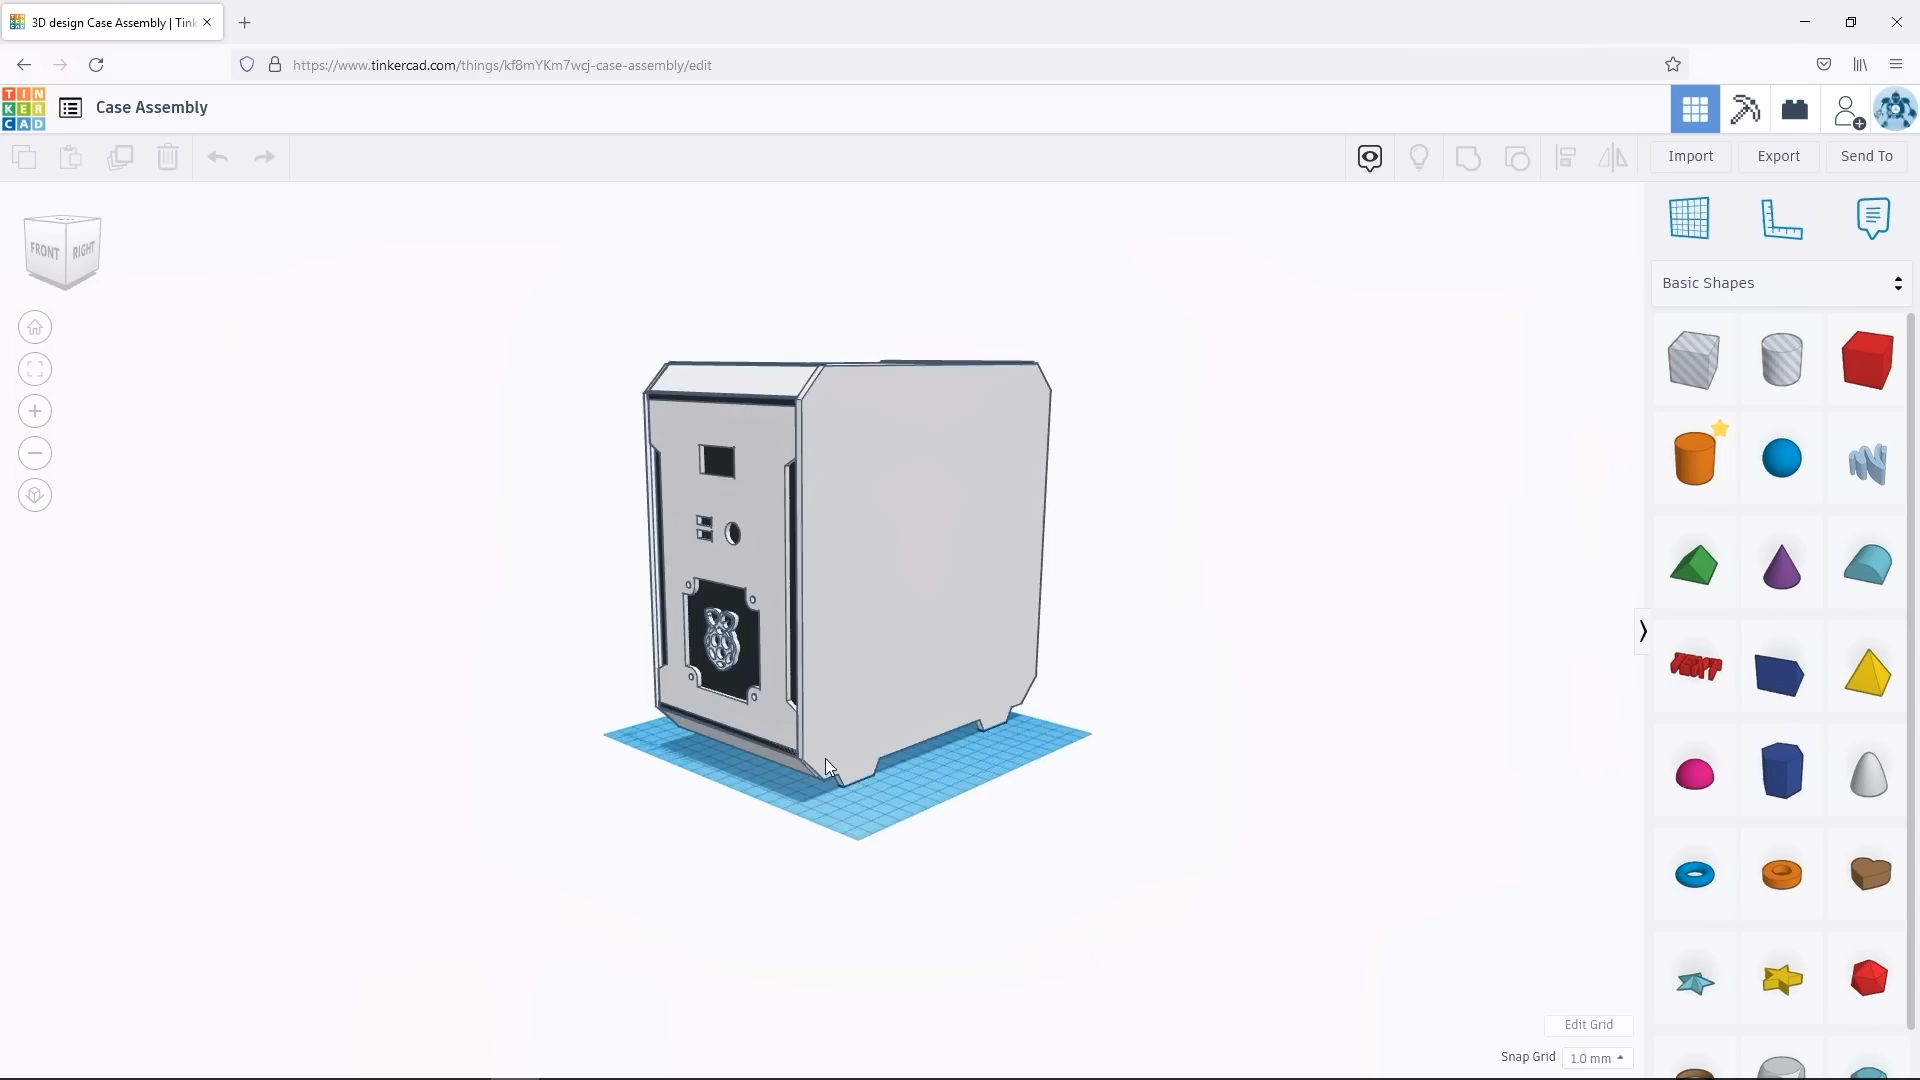 3D design Case Assembly | Tink
https://www.tinkercad.com/things/kf8mYKm7wcj-case-assembly/edit
TIN
KER
CAD
Case Assembly
Import
Export
Send To
FRONT
RIGHT
Basic Shapes
TEXT
Edit Grid
Snap Grid
1.0 mm